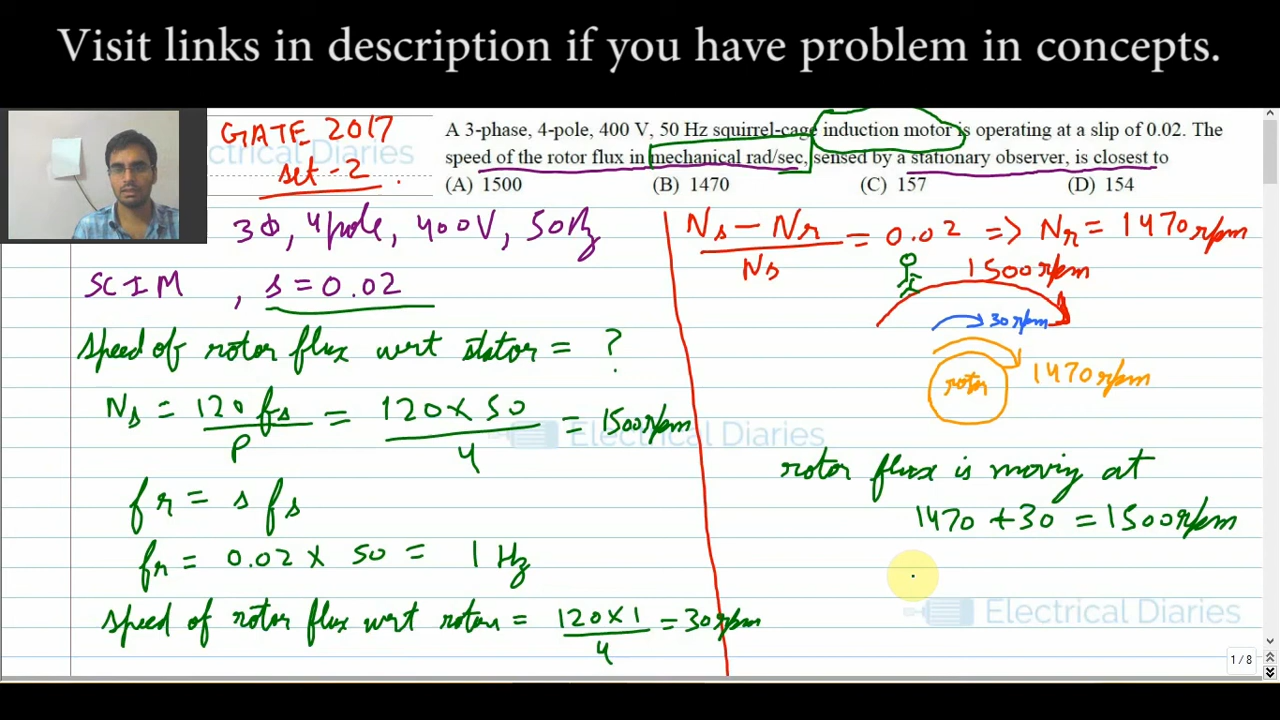 Visit links in description if you have problem in concepts.
GATE 2017
set-2.
A 3-phase, 4-pole, 400 V, 50 Hz squirrel-cage induction motor is operating at a slip of 0.02. The
speed of the rotor flux in mechanical rad/sec, sensed by a stationary observer, is closest to
(A) 1500 (B) 1470 (C) 157 (D) 154
3Φ, 4pole, 400V, 50Hz
SCIM, s = 0.02
speed of rotor flux wrt stator = ?
Ns = 120 fs / P = 120 × 50 / 4 = 1500rpm
fr = s fs
fr = 0.02 × 50 = 1 Hz
speed of rotor flux wrt rotor = 120×1 / 4 = 30rpm
Ns - Nr / Ns = 0.02 => Nr = 1470rpm
1500rpm
30rpm
rotor 1470rpm
rotor flux is moving at
1470 + 30 = 1500rpm
Electrical Diaries
Electrical Diaries
1/8